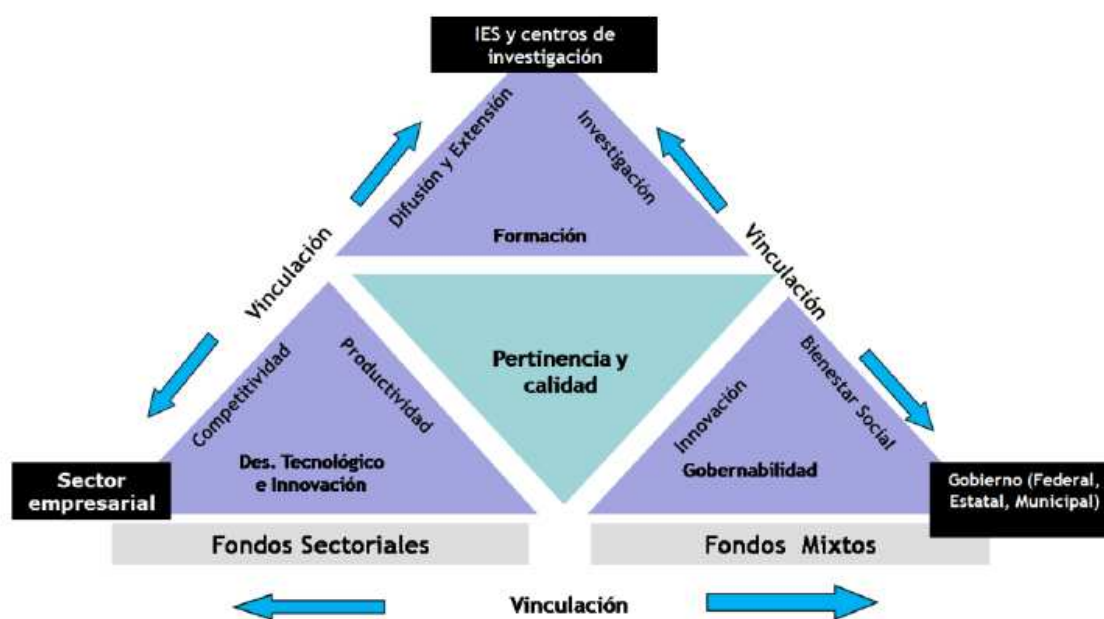 IES y centros de
investigación
Difusión y Extensión
Investigación
Formación
Vinculación
Vinculación
Pertinencia y
calidad
Competitividad
Productividad
Des. Tecnológico
e Innovación
Innovación
Bienestar Social
Gobernabilidad
Sector
empresarial
Gobierno (Federal,
Estatal, Municipal)
Fondos Sectoriales
Fondos Mixtos
Vinculación